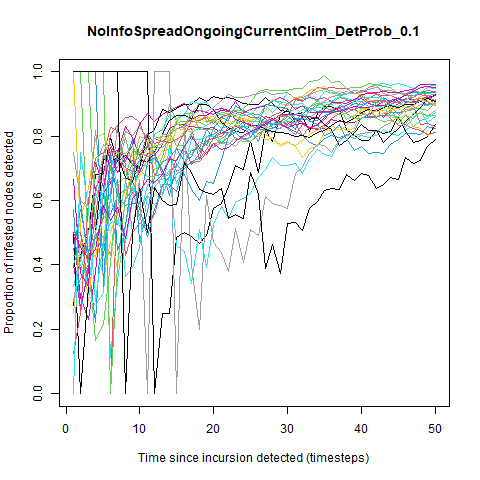 NoInfoSpreadOngoingCurrentClim_DetProb_0.1
Proportion of infested nodes detected
1.0
0.8
0.6
0.4
0.2
0.0
0 10 20 30 40 50
Time since incursion detected (timesteps)